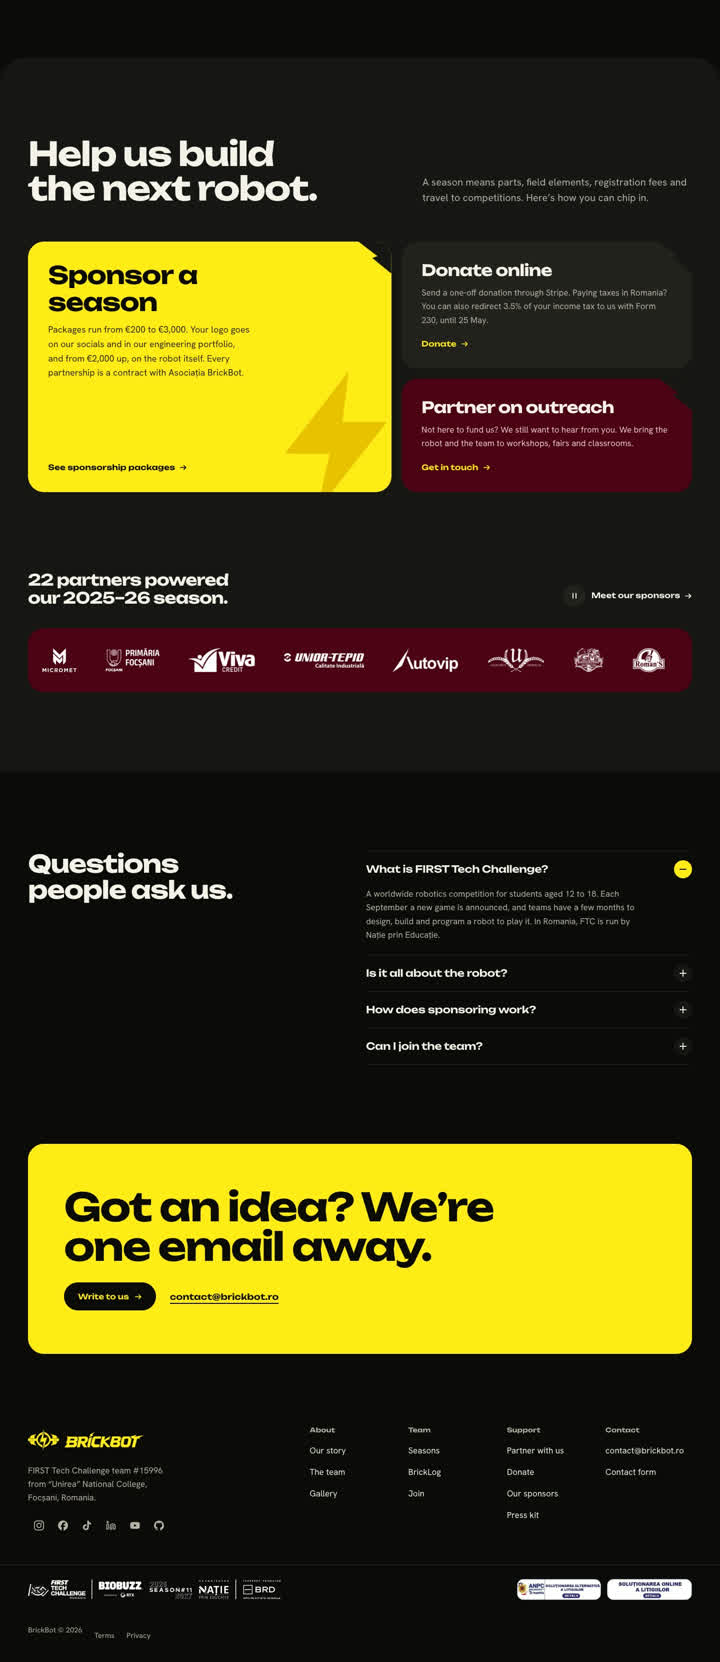 Help us build
the next robot.
A season means parts, field elements, registration fees and
travel to competitions. Here's how you can chip in.
Sponsor a
season
Packages run from €200 to €3,000. Your logo goes
on our socials and in our engineering portfolio,
and from €2,000 up, on the robot itself. Every
partnership is a contract with Asociația BrickBot.
See sponsorship packages →
Donate online
Send a one-off donation through Stripe. Paying taxes in Romania?
You can also redirect 3.5% of your income tax to us with Form
230, until 25 May.
Donate →
Partner on outreach
Not here to fund us? We still want to hear from you. We bring the
robot and the team to workshops, fairs and classrooms.
Get in touch →
22 partners powered
our 2025–26 season.
Meet our sponsors →
MICROMET
FOCȘANI
PRIMĂRIA
FOCȘANI
Viva
CREDIT
UNIOR-TEPID
Calitate Industrială
Autovip
U
Roman'S
Questions
people ask us.
What is FIRST Tech Challenge?
A worldwide robotics competition for students aged 12 to 18. Each
September a new game is announced, and teams have a few months to
design, build and program a robot to play it. In Romania, FTC is run by
Nație prin Educație.
Is it all about the robot?
How does sponsoring work?
Can I join the team?
Got an idea? We're
one email away.
Write to us →
contact@brickbot.ro
BRICKBOT
FIRST Tech Challenge team #15996
from “Unirea” National College,
Focșani, Romania.
About
Our story
The team
Gallery
Team
Seasons
BrickLog
Join
Support
Partner with us
Donate
Our sponsors
Press kit
Contact
contact@brickbot.ro
Contact form
FIRST
TECH
CHALLENGE
BIOBUZZ
RTX
2026
SEASON#11
2027
NAȚIE
PRIN EDUCAȚIE
BRD
ANPC
SOLUȚIONAREA ALTERNATIVĂ
A LITIGIILOR
DETALII
SOLUȚIONAREA ONLINE
A LITIGIILOR
DETALII
BrickBot © 2026
Terms
Privacy